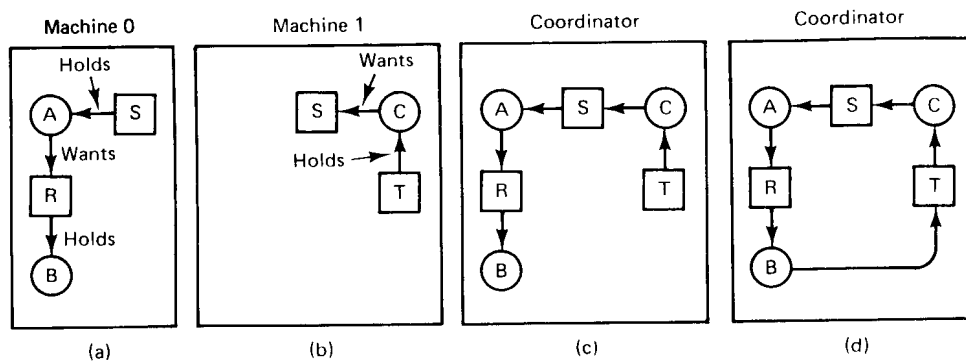 Machine 0
Holds
A
S
Wants
R
Holds
B
(a)
Machine 1
Wants
S
C
Holds
T
(b)
Coordinator
A
S
C
R
T
B
(c)
Coordinator
A
S
C
R
T
B
(d)